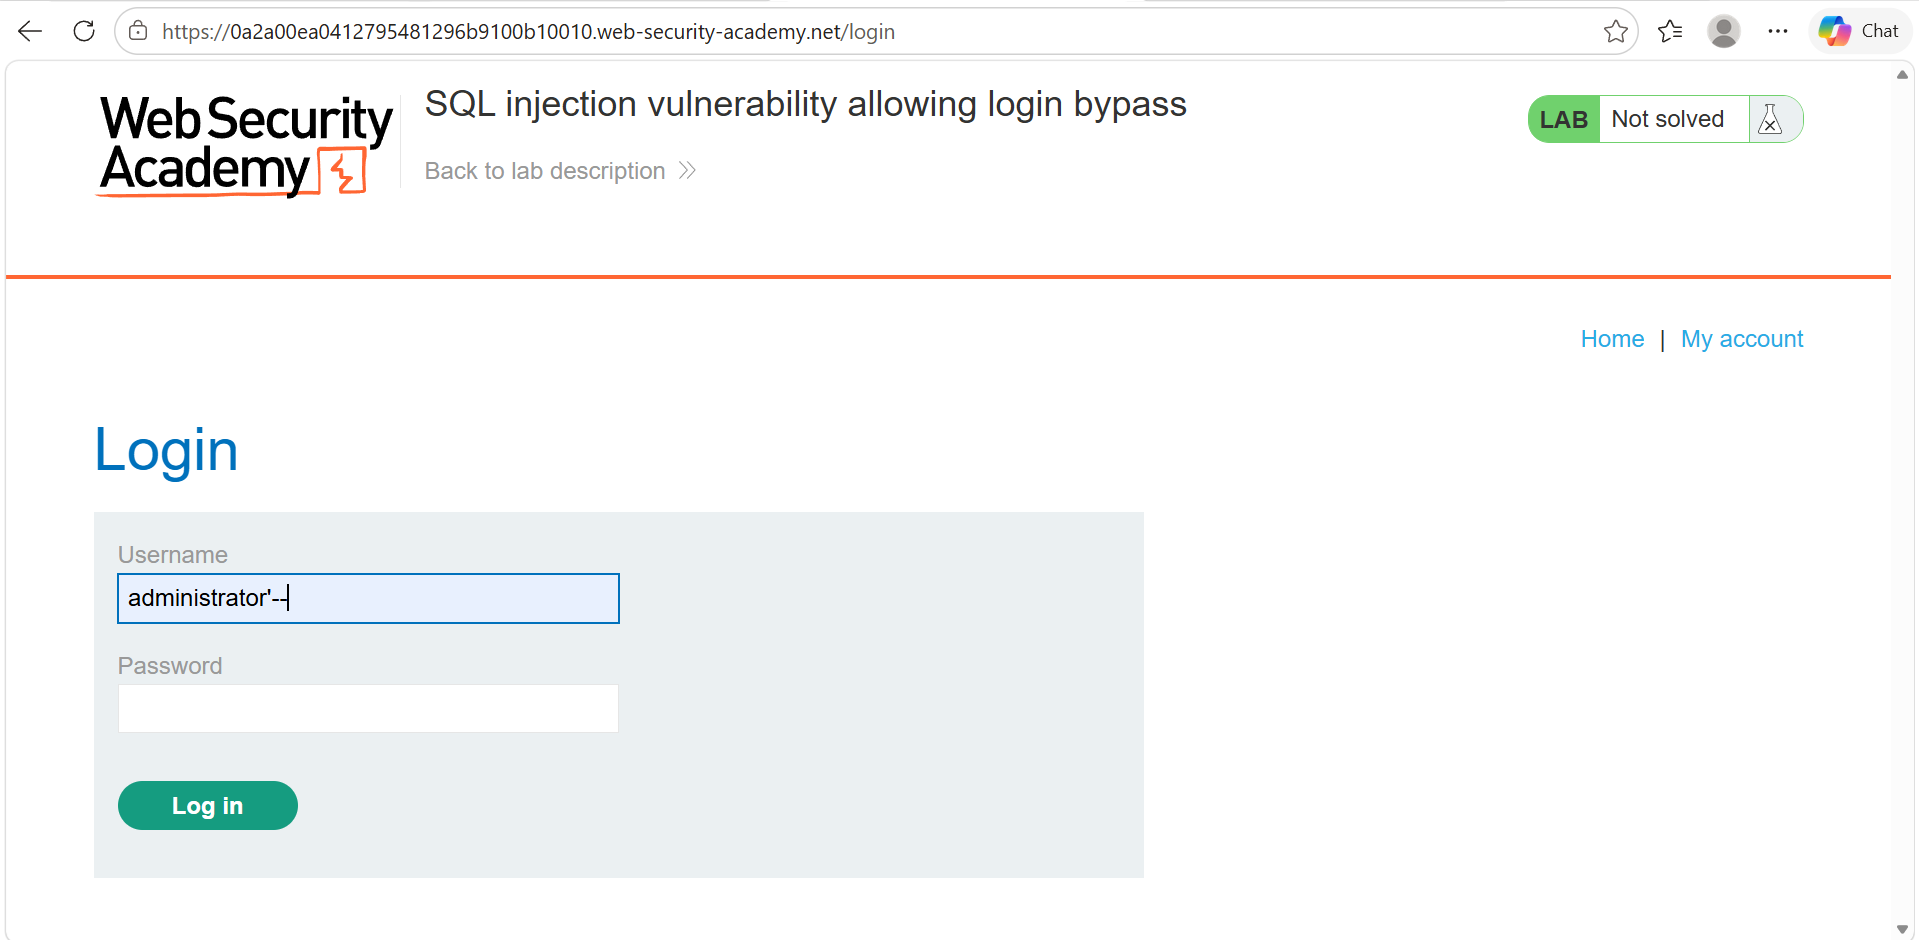 https://0a2a00ea0412795481296b9100b10010.web-security-academy.net/login
Chat
Web Security
Academy
SQL injection vulnerability allowing login bypass
Back to lab description
LAB Not solved
Home | My account
Login
Username
administrator'--
Password
Log in